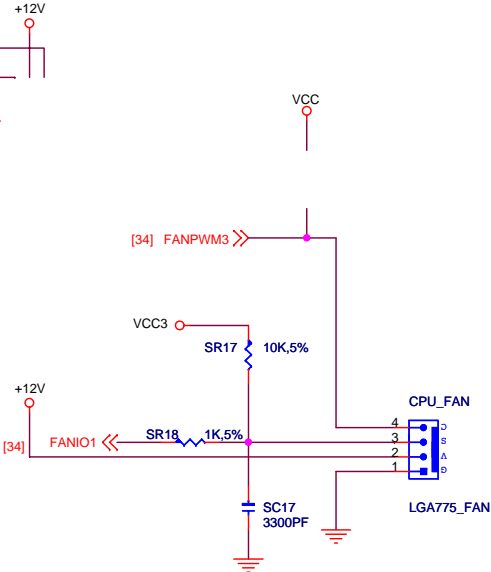 +12V
VCC
[34] FANPWM3
VCC3
SR17 10K,5%
+12V
CPU_FAN
[34] FANIO1
SR18 1K,5%
4 C
3 S
2 V
1 G
SC17
3300PF
LGA775_FAN